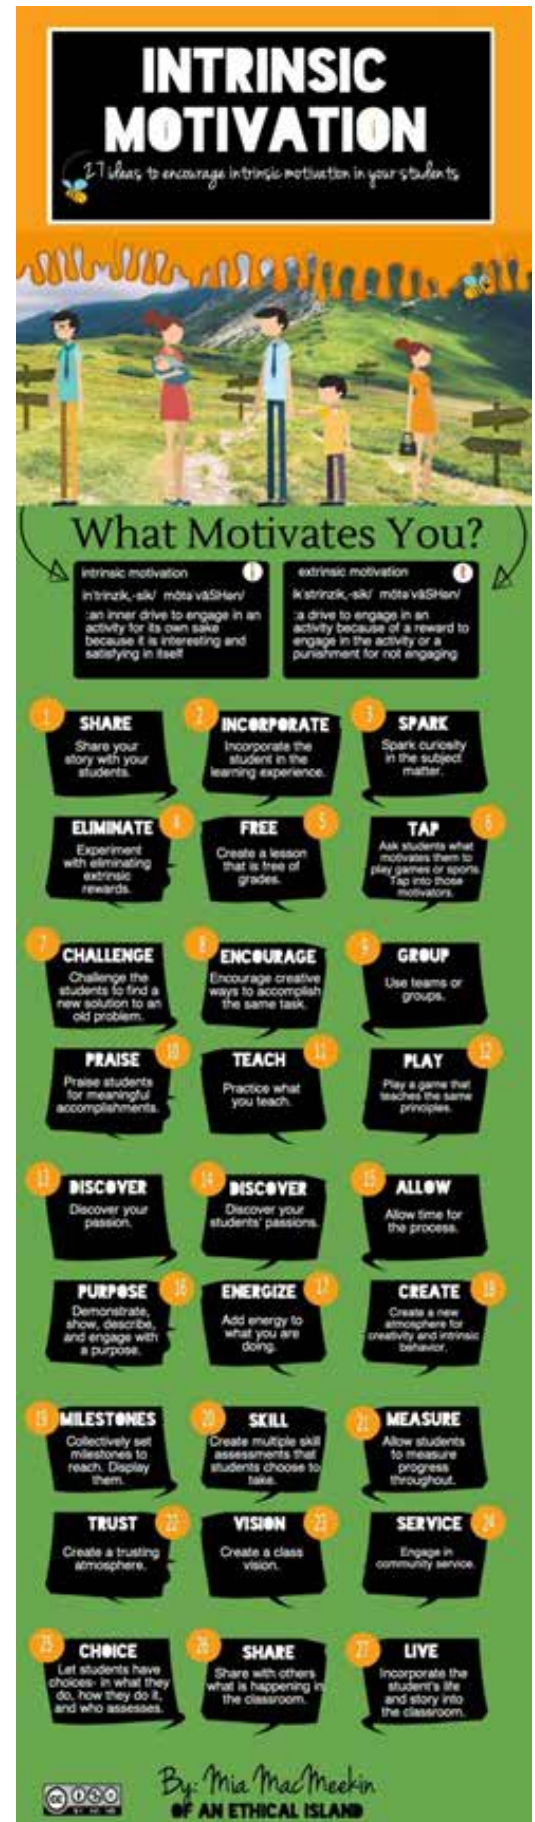 INTRINSIC
MOTIVATION
27 ideas to encourage intrinsic motivation in your students
What Motivates You?
intrinsic motivation
in'trinzik,-sik/ mōtəˈvāSHən/
:an inner drive to engage in an
activity for its own sake
because it is interesting and
satisfying in itself
extrinsic motivation
ik'strinzik,-sik/ mōtəˈvāSHən/
:a drive to engage in an
activity because of a reward to
engage in the activity or a
punishment for not engaging
1
SHARE
Share your
story with your
students.
2
INCORPORATE
Incorporate the
student in the
learning experience.
3
SPARK
Spark curiosity
in the subject
matter.
ELIMINATE
4
Experiment
with eliminating
extrinsic
rewards.
FREE
5
Create a lesson
that is free of
grades.
TAP
6
Ask students what
motivates them to
play games or sports.
Tap into those
motivators.
7
CHALLENGE
Challenge the
students to find a
new solution to an
old problem.
8
ENCOURAGE
Encourage creative
ways to accomplish
the same task.
9
GROUP
Use teams or
groups.
PRAISE
10
Praise students
for meaningful
accomplishments.
TEACH
11
Practice what
you teach.
PLAY
12
Play a game that
teaches the same
principles.
13
DISCOVER
Discover your
passion.
14
DISCOVER
Discover your
students' passions.
15
ALLOW
Allow time for
the process.
PURPOSE
16
Demonstrate,
show, describe,
and engage with
a purpose.
ENERGIZE
17
Add energy to
what you are
doing.
CREATE
18
Create a new
atmosphere for
creativity and intrinsic
behavior.
19
MILESTONES
Collectively set
milestones to
reach. Display
them.
20
SKILL
Create multiple skill
assessments that
students choose to
take.
21
MEASURE
Allow students
to measure
progress
throughout.
TRUST
22
Create a trusting
atmosphere.
VISION
23
Create a class
vision.
SERVICE
24
Engage in
community service.
25
CHOICE
Let students have
choices- in what they
do, how they do it,
and who assesses.
26
SHARE
Share with others
what is happening in
the classroom.
27
LIVE
Incorporate the
student's life
and story into
the classroom.
By: Mia MacMeekin
OF AN ETHICAL ISLAND